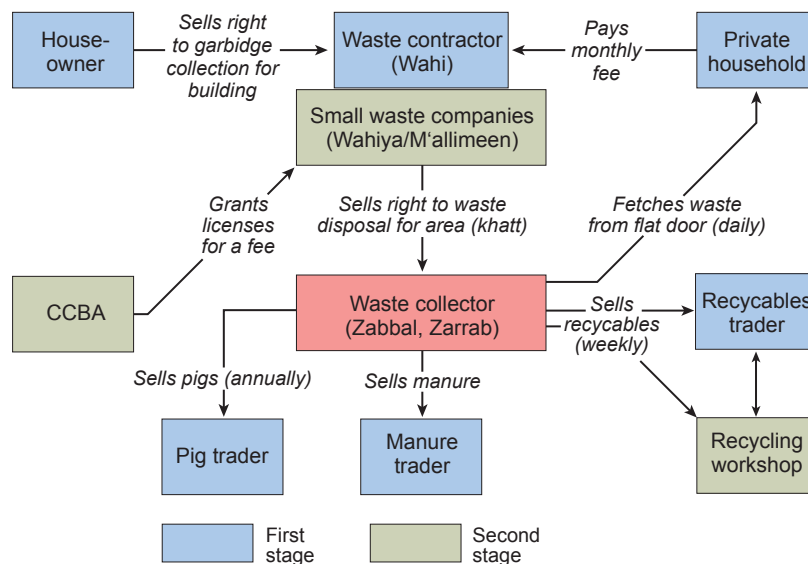 House-
owner
Sells right
to garbidge
collection for
building
Waste contractor
(Wahi)
Pays
monthly
fee
Private
household
Small waste companies
(Wahiya/M‘allimeen)
Grants
licenses
for a fee
Sells right to waste
disposal for area (khatt)
Fetches waste
from flat door (daily)
CCBA
Waste collector
(Zabbal, Zarrab)
Sells
recycables
(weekly)
Recycables
trader
Sells pigs (annually)
Sells manure
Pig trader
Manure
trader
Recycling
workshop
First
stage
Second
stage